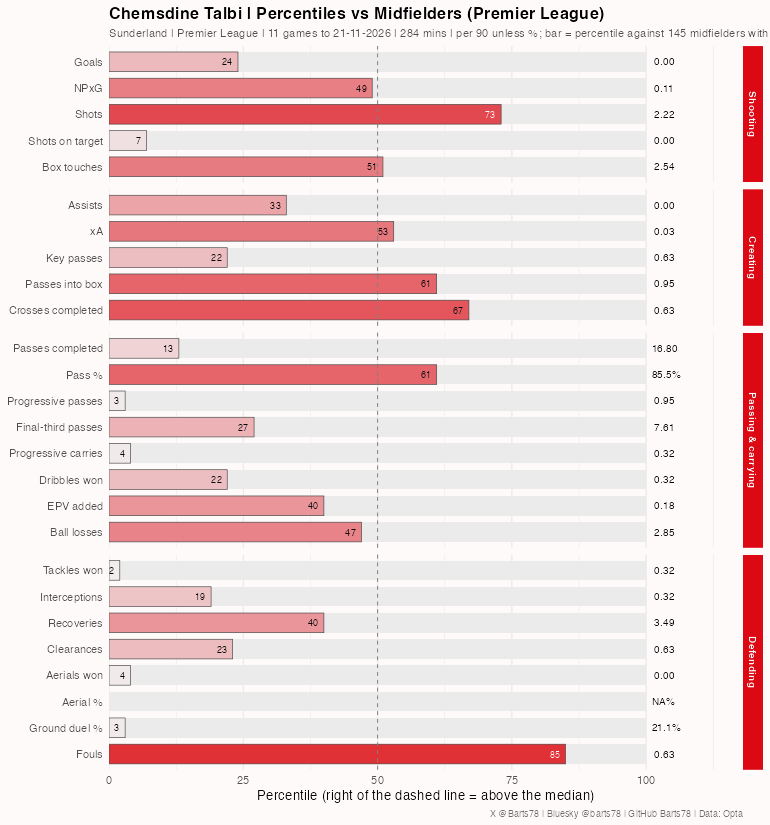 Chemsdine Talbi | Percentiles vs Midfielders (Premier League)
Sunderland | Premier League | 11 games to 21-11-2026 | 284 mins | per 90 unless %; bar = percentile against 145 midfielders with
Goals 24 0.00
NPxG 49 0.11
Shots 73 2.22
Shots on target 7 0.00
Box touches 51 2.54
Shooting
Assists 33 0.00
xA 53 0.03
Key passes 22 0.63
Passes into box 61 0.95
Crosses completed 67 0.63
Creating
Passes completed 13 16.80
Pass % 61 85.5%
Progressive passes 3 0.95
Final-third passes 27 7.61
Progressive carries 4 0.32
Dribbles won 22 0.32
EPV added 40 0.18
Ball losses 47 2.85
Passing & carrying
Tackles won 2 0.32
Interceptions 19 0.32
Recoveries 40 3.49
Clearances 23 0.63
Aerials won 4 0.00
Aerial % NA%
Ground duel % 3 21.1%
Fouls 85 0.63
Defending
0 25 50 75 100
Percentile (right of the dashed line = above the median)
X @Barts78 | Bluesky @barts78 | GitHub Barts78 | Data: Opta